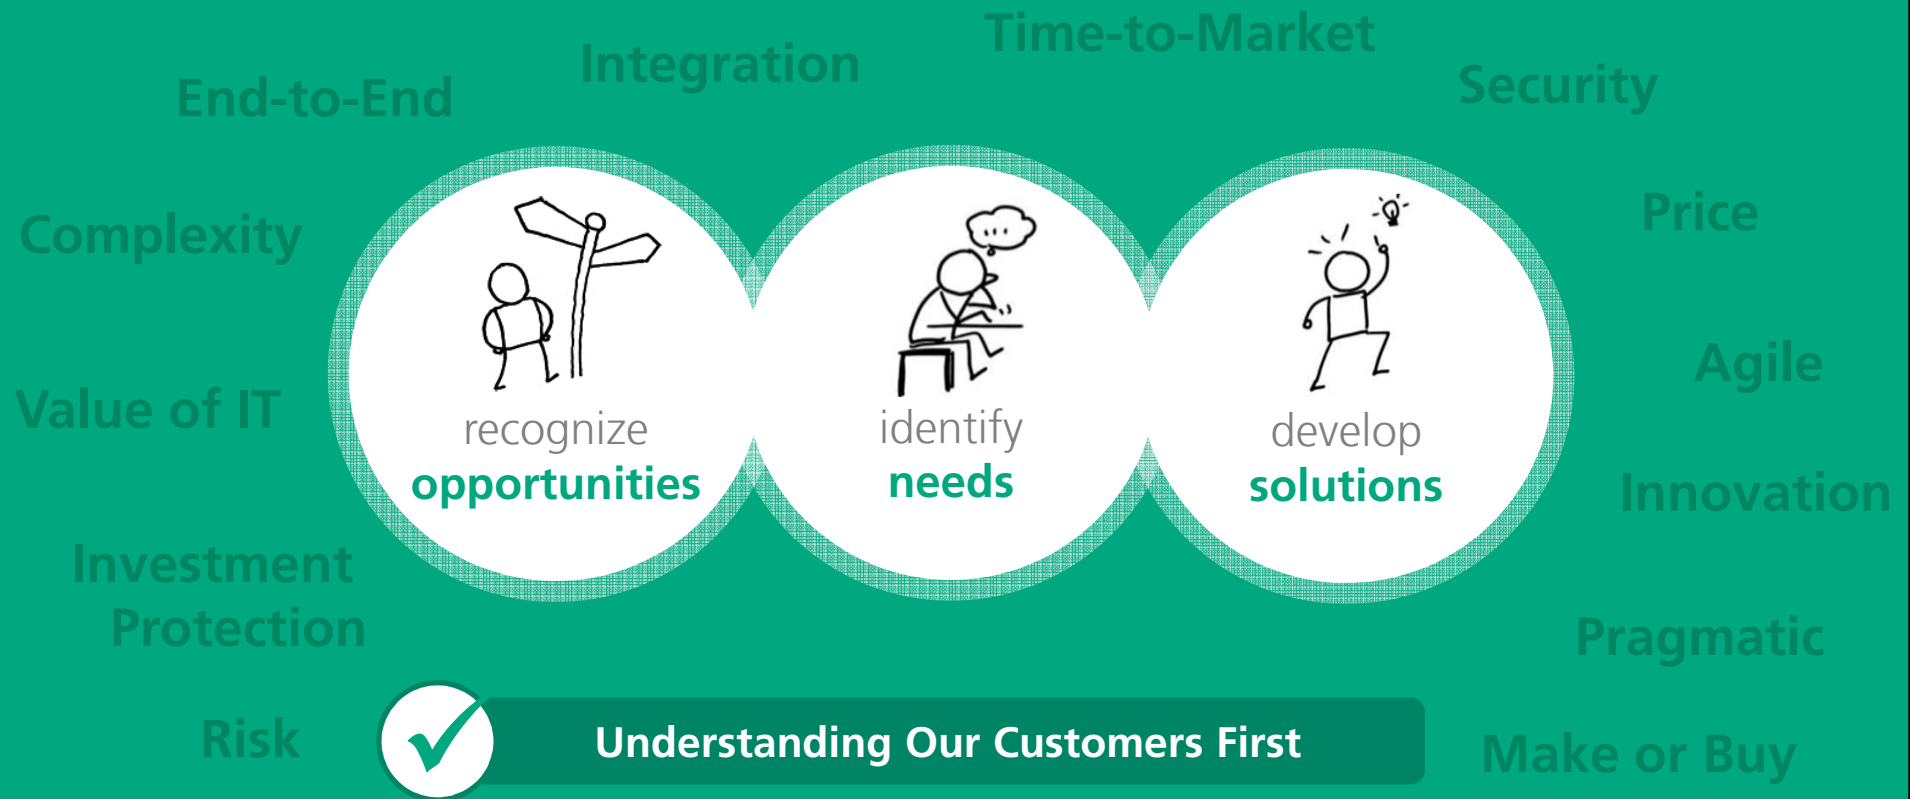 Time-to-Market
Integration
Security
End-to-End
Complexity
Price
Value of IT
Agile
recognize
opportunities
identify
needs
develop
solutions
Innovation
Investment
Protection
Pragmatic
Risk
Understanding Our Customers First
Make or Buy